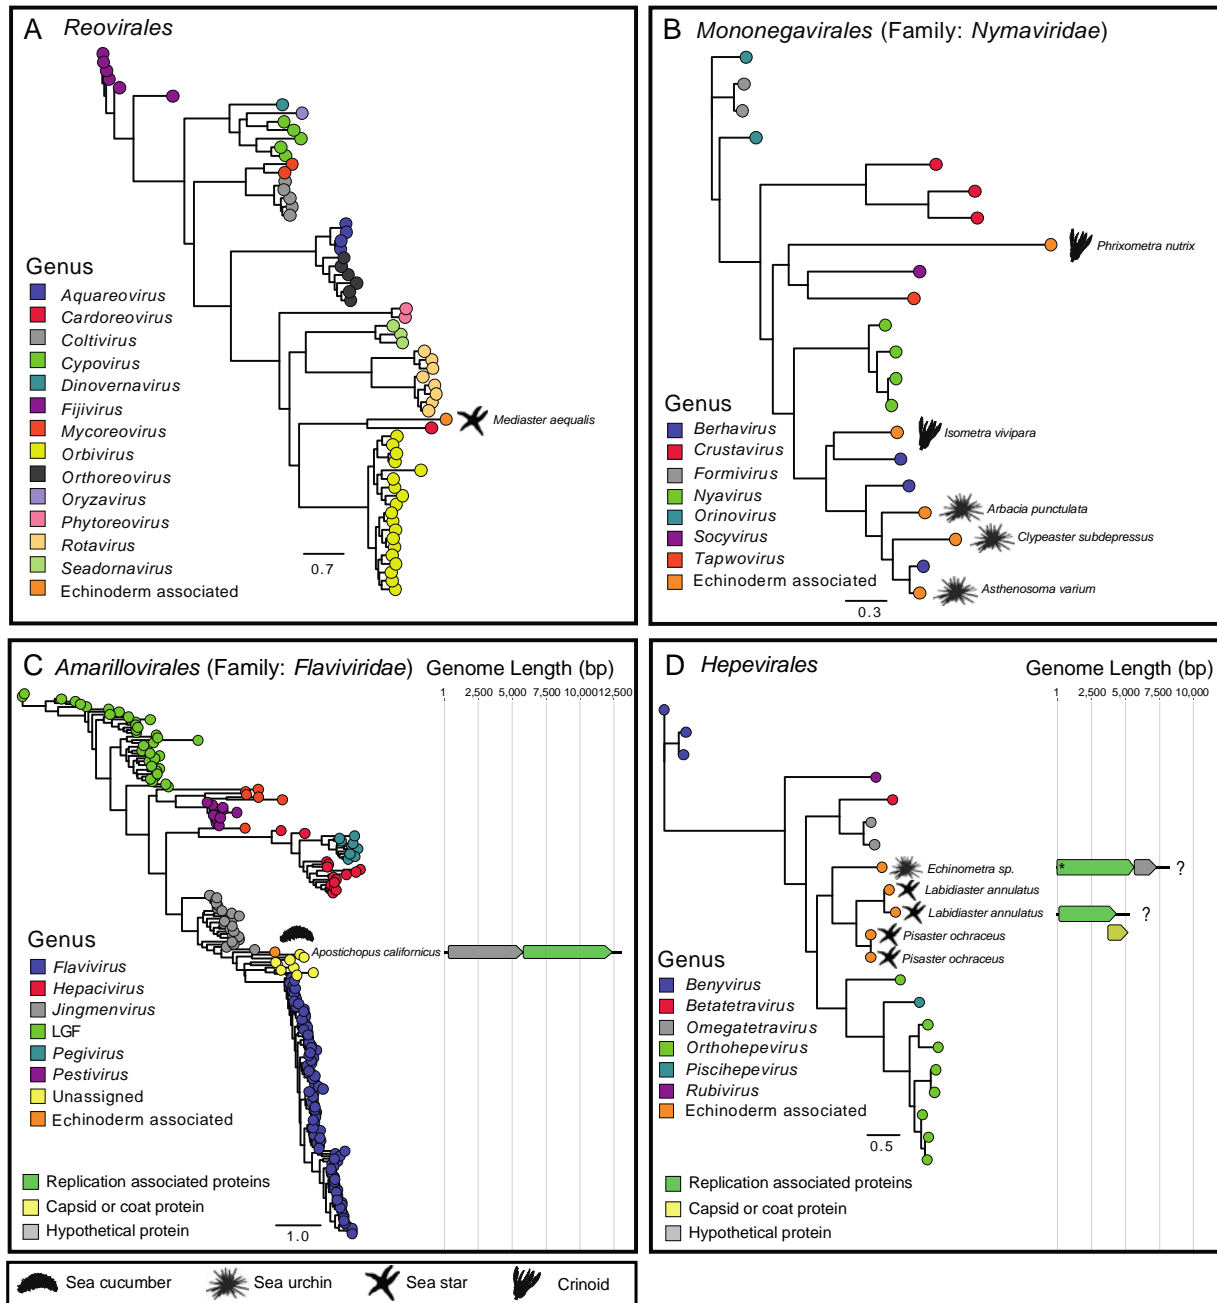 A Reovirales
Mediaster aequalis
Genus
Aquareovirus
Cardoreovirus
Coltivirus
Cypovirus
Dinovernavirus
Fijivirus
Mycoreovirus
Orbivirus
Orthoreovirus
Oryzavirus
Phytoreovirus
Rotavirus
Seadornavirus
Echinoderm associated
0.7
B Mononegavirales (Family: Nymaviridae)
Phrixometra nutrix
Isometra vivipara
Arbacia punctulata
Clypeaster subdepressus
Asthenosoma varium
Genus
Berhavirus
Crustavirus
Formivirus
Nyavirus
Orinovirus
Socyvirus
Tapwovirus
Echinoderm associated
0.3
C Amarillovirales (Family: Flaviviridae) Genome Length (bp)
1 2,500 5,000 7,500 10,000 12,500
Apostichopus californicus
Genus
Flavivirus
Hepacivirus
Jingmenvirus
LGF
Pegivirus
Pestivirus
Unassigned
Echinoderm associated
Replication associated proteins
Capsid or coat protein
Hypothetical protein
1.0
D Hepevirales Genome Length (bp)
1 2,500 5,000 7,500 10,000
Echinometra sp. * ?
Labidiaster annulatus
Labidiaster annulatus ?
Pisaster ochraceus
Pisaster ochraceus
Genus
Benyvirus
Betatetravirus
Omegatetravirus
Orthohepevirus
Piscihepevirus
Rubivirus
Echinoderm associated
0.5
Replication associated proteins
Capsid or coat protein
Hypothetical protein
Sea cucumber Sea urchin Sea star Crinoid